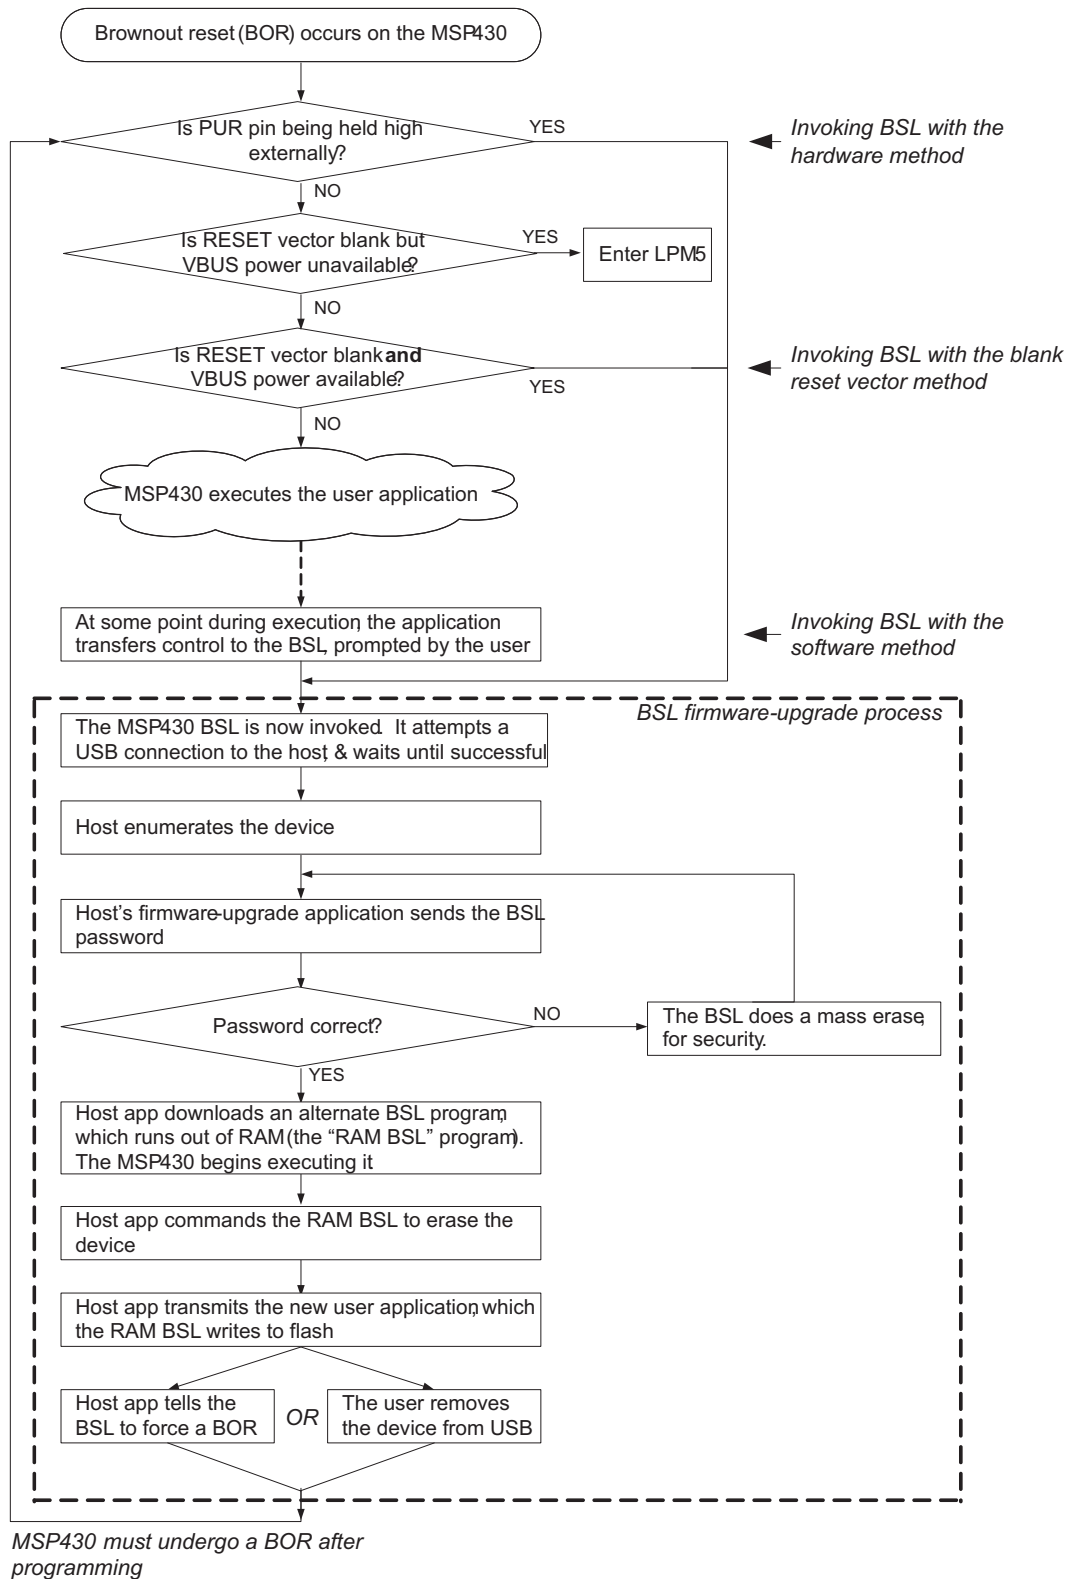 Brownout reset (BOR) occurs on the MSP430
Is PUR pin being held high
externally?
YES
Invoking BSL with the
hardware method
NO
Is RESET vector blank but
VBUS power unavailable?
YES
Enter LPM5
NO
Is RESET vector blank and
VBUS power available?
YES
Invoking BSL with the blank
reset vector method
NO
MSP430 executes the user application
At some point during execution, the application
transfers control to the BSL, prompted by the user
Invoking BSL with the
software method
BSL firmware-upgrade process
The MSP430 BSL is now invoked. It attempts a
USB connection to the host, & waits until successful
Host enumerates the device
Host's firmware-upgrade application sends the BSL
password
Password correct?
NO
The BSL does a mass erase,
for security.
YES
Host app downloads an alternate BSL program,
which runs out of RAM (the “RAM BSL” program).
The MSP430 begins executing it
Host app commands the RAM BSL to erase the
device
Host app transmits the new user application, which
the RAM BSL writes to flash
Host app tells the
BSL to force a BOR
OR
The user removes
the device from USB
MSP430 must undergo a BOR after
programming